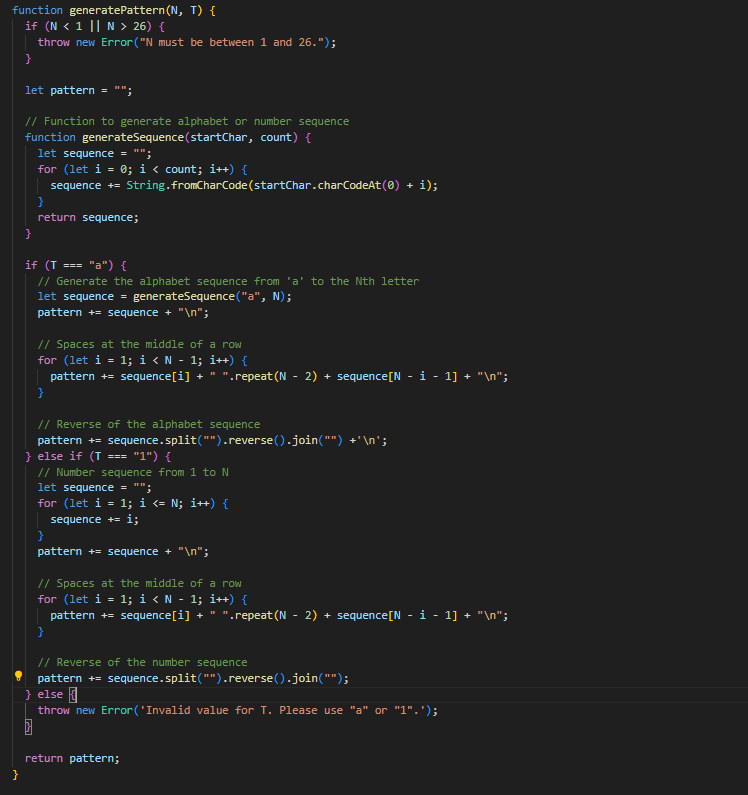 function generatePattern(N, T) {
  if (N < 1 || N > 26) {
    throw new Error("N must be between 1 and 26.");
  }

  let pattern = "";

  // Function to generate alphabet or number sequence
  function generateSequence(startChar, count) {
    let sequence = "";
    for (let i = 0; i < count; i++) {
      sequence += String.fromCharCode(startChar.charCodeAt(0) + i);
    }
    return sequence;
  }

  if (T === "a") {
    // Generate the alphabet sequence from 'a' to the Nth letter
    let sequence = generateSequence("a", N);
    pattern += sequence + "\n";

    // Spaces at the middle of a row
    for (let i = 1; i < N - 1; i++) {
      pattern += sequence[i] + " ".repeat(N - 2) + sequence[N - i - 1] + "\n";
    }

    // Reverse of the alphabet sequence
    pattern += sequence.split("").reverse().join("") +'\n';
  } else if (T === "1") {
    // Number sequence from 1 to N
    let sequence = "";
    for (let i = 1; i <= N; i++) {
      sequence += i;
    }
    pattern += sequence + "\n";

    // Spaces at the middle of a row
    for (let i = 1; i < N - 1; i++) {
      pattern += sequence[i] + " ".repeat(N - 2) + sequence[N - i - 1] + "\n";
    }

    // Reverse of the number sequence
    pattern += sequence.split("").reverse().join("");
  } else {
    throw new Error('Invalid value for T. Please use "a" or "1".');
  }

  return pattern;
}